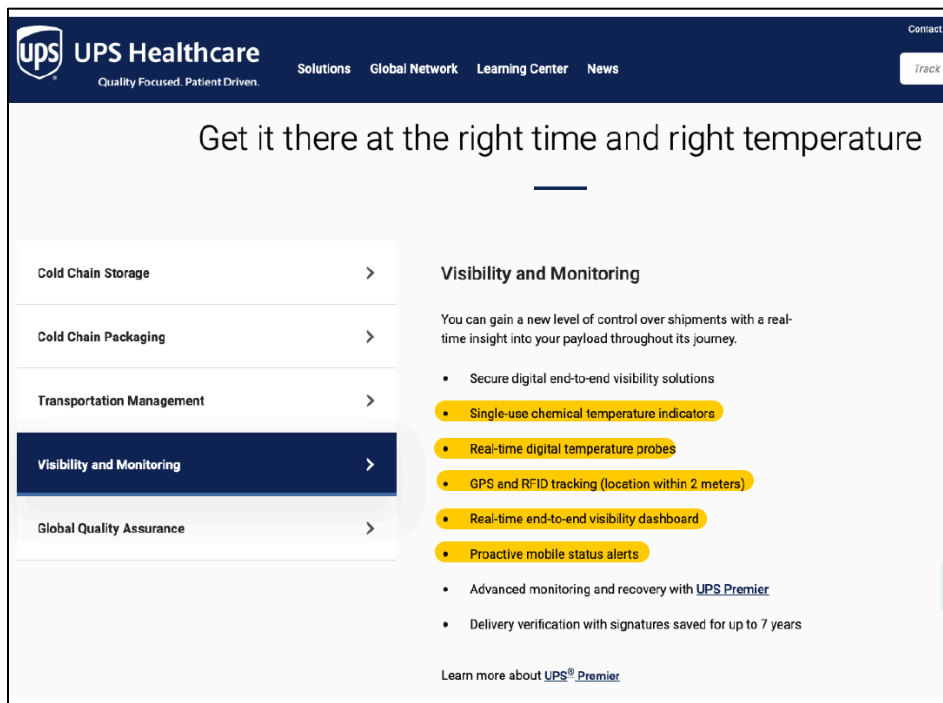 ups
UPS Healthcare
Quality Focused. Patient Driven.
Solutions Global Network Learning Center News
Contact
Track
Get it there at the right time and right temperature
Cold Chain Storage
Cold Chain Packaging
Transportation Management
Visibility and Monitoring
Global Quality Assurance
Visibility and Monitoring
You can gain a new level of control over shipments with a real-
time insight into your payload throughout its journey.
• Secure digital end-to-end visibility solutions
• Single-use chemical temperature indicators
• Real-time digital temperature probes
• GPS and RFID tracking (location within 2 meters)
• Real-time end-to-end visibility dashboard
• Proactive mobile status alerts
• Advanced monitoring and recovery with UPS Premier
• Delivery verification with signatures saved for up to 7 years
Learn more about UPS® Premier